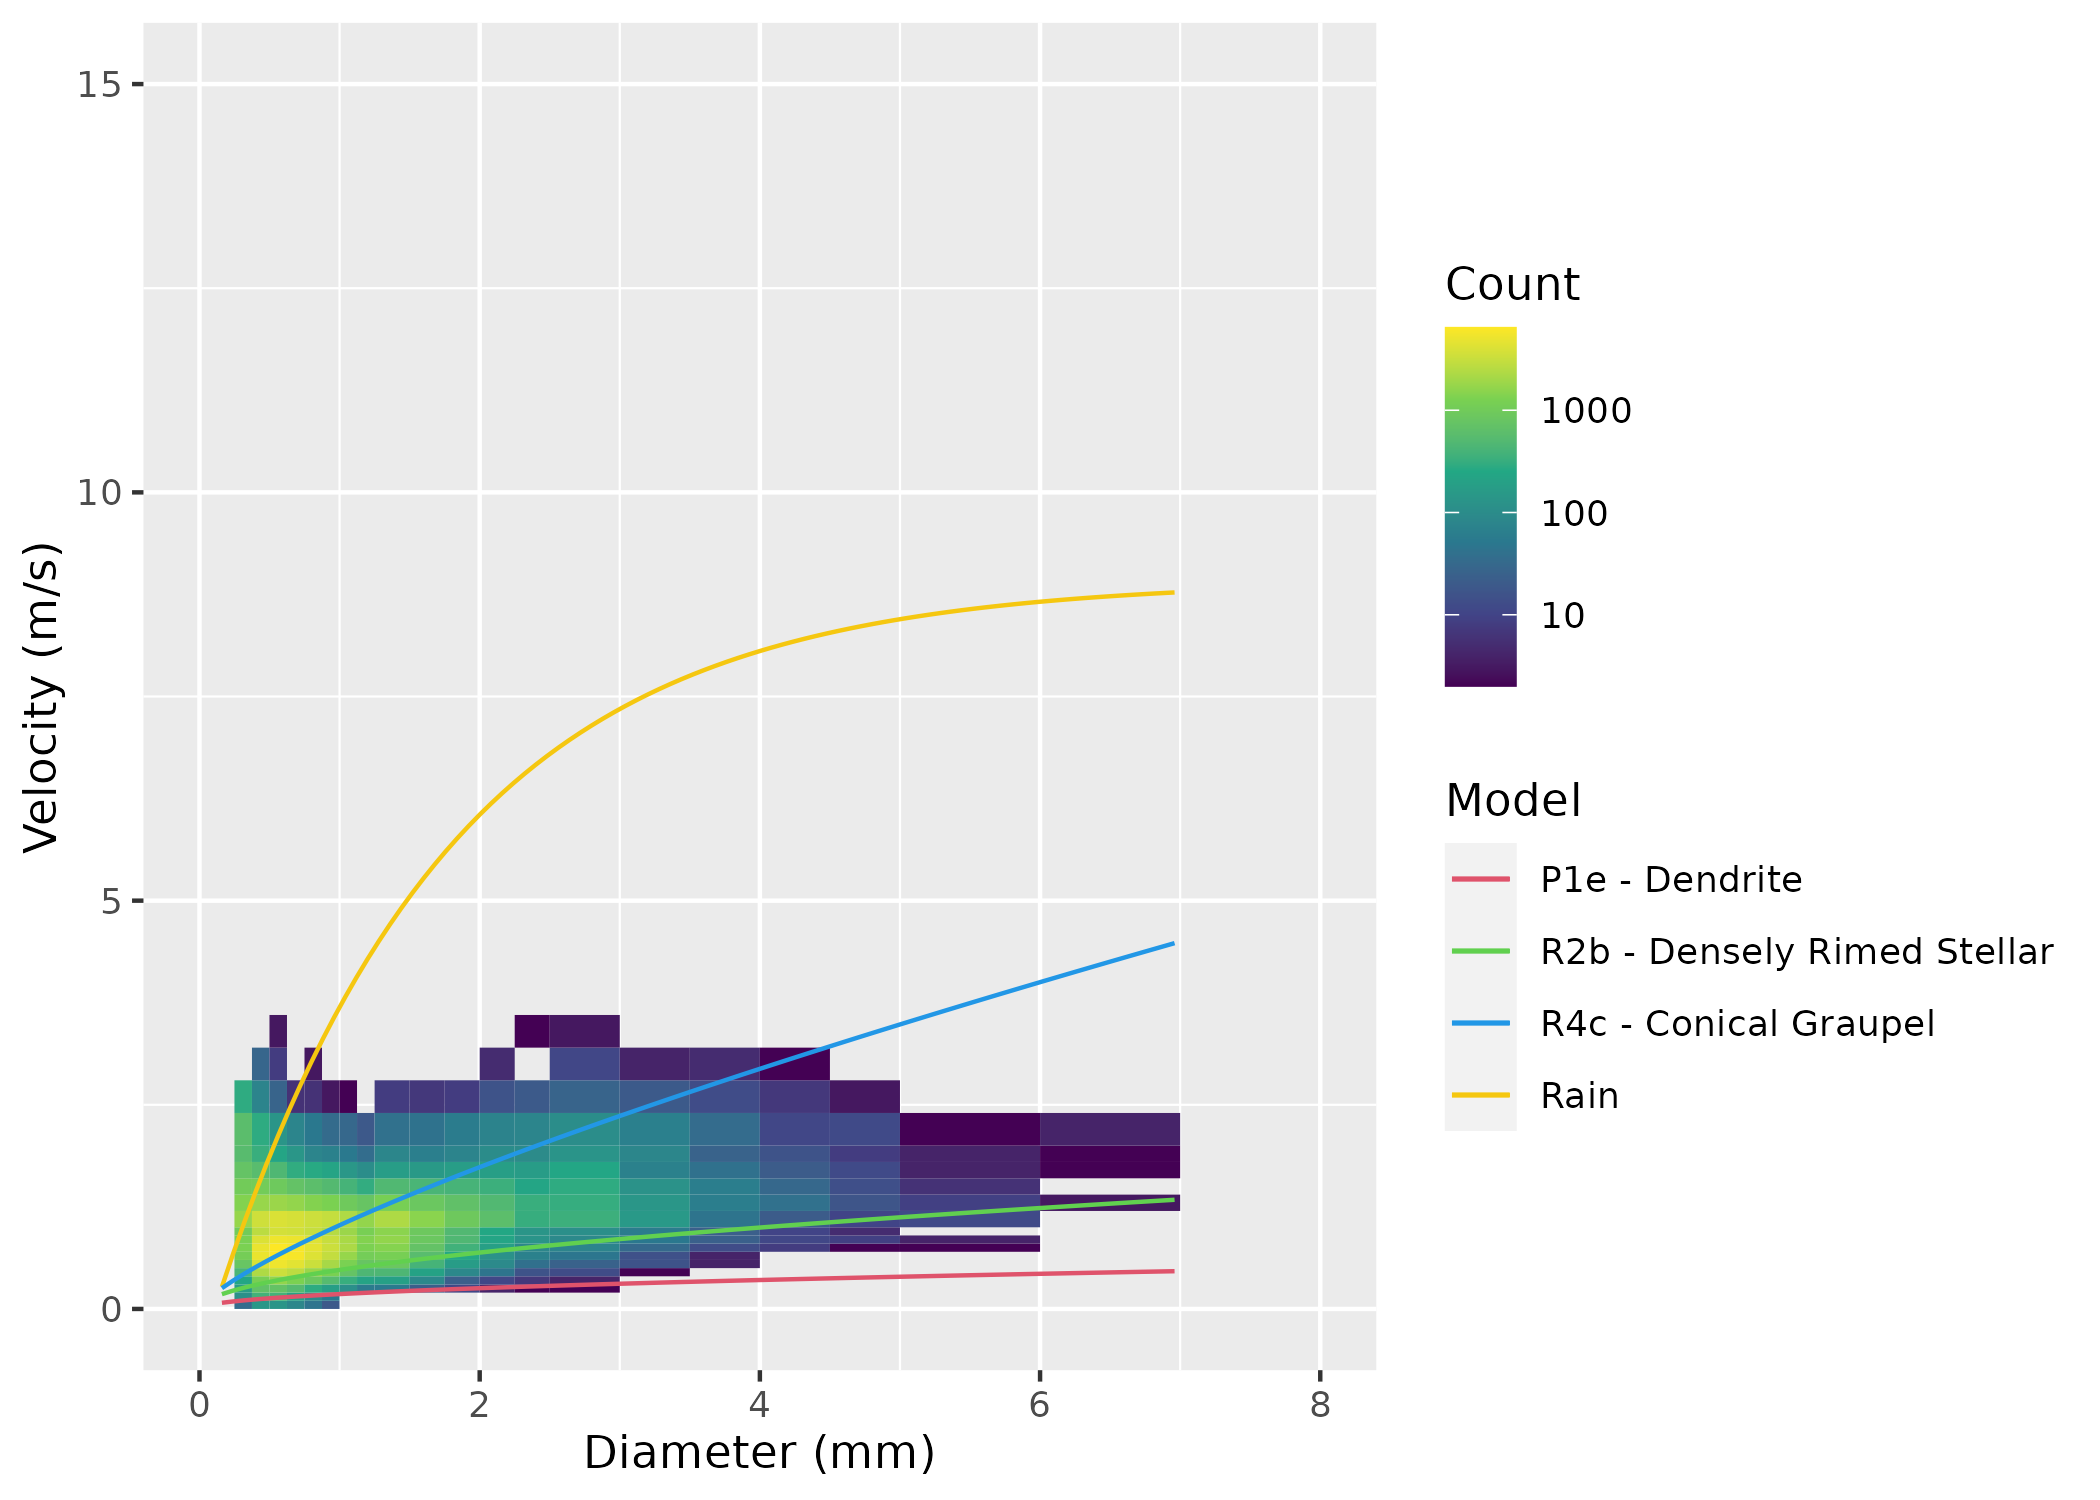 15
10
5
0
Velocity (m/s)
0 2 4 6 8
Diameter (mm)
Count
1000
100
10
Model
P1e - Dendrite
R2b - Densely Rimed Stellar
R4c - Conical Graupel
Rain